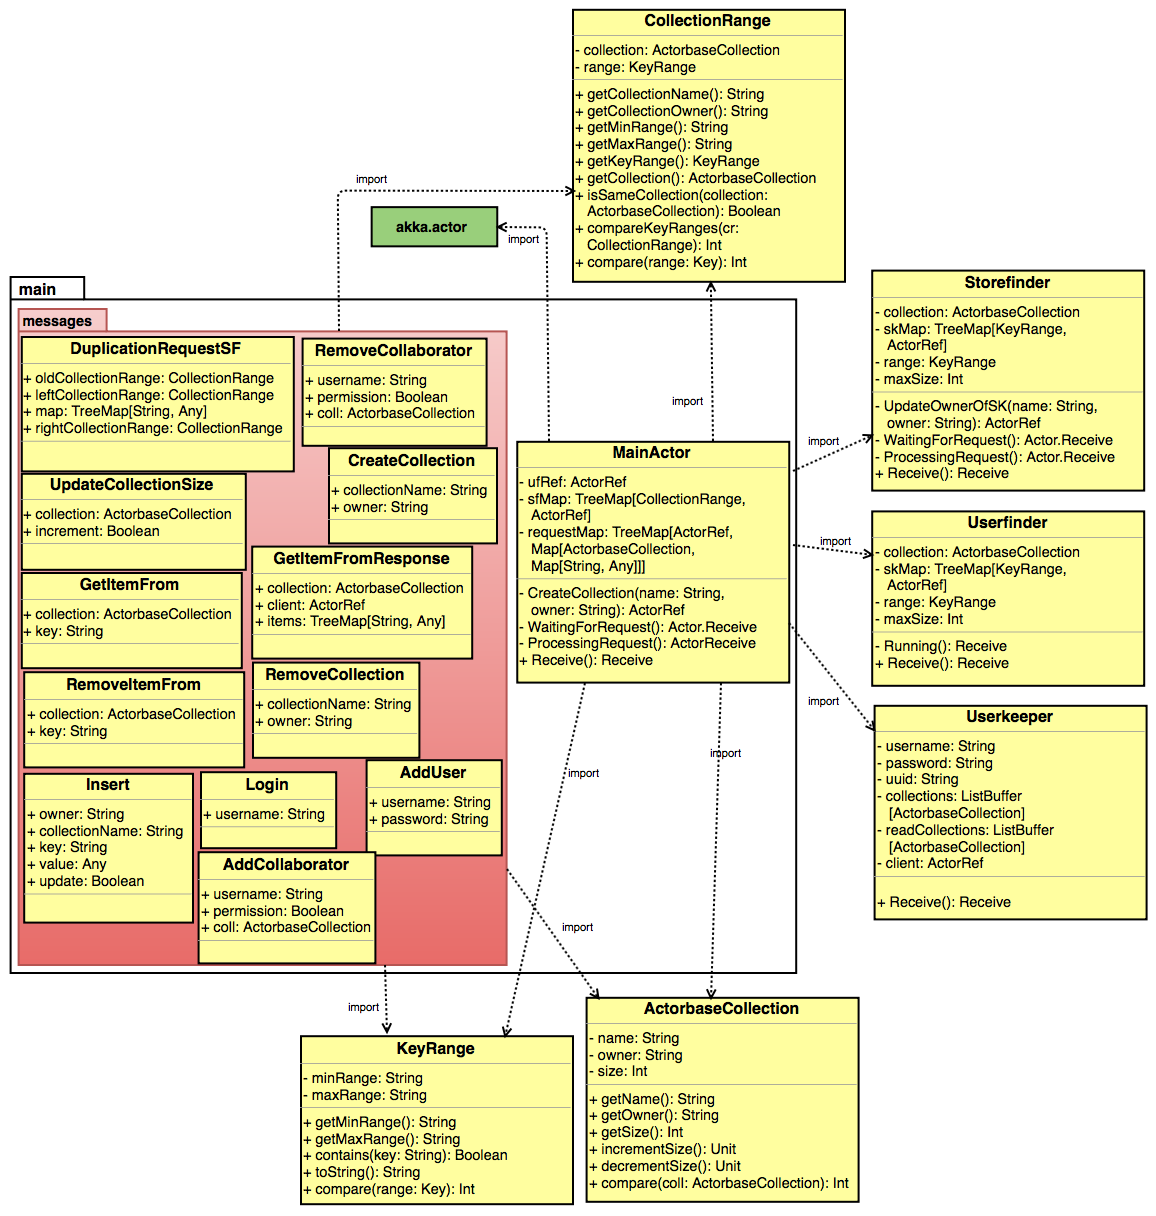 CollectionRange
- collection: ActorbaseCollection
- range: KeyRange
+ getCollectionName(): String
+ getCollectionOwner(): String
+ getMinRange(): String
+ getMaxRange(): String
+ getKeyRange(): KeyRange
+ getCollection(): ActorbaseCollection
+ isSameCollection(collection:
ActorbaseCollection): Boolean
+ compareKeyRanges(cr:
CollectionRange): Int
+ compare(range: Key): Int
import
akka.actor
import
main
messages
DuplicationRequestSF
+ oldCollectionRange: CollectionRange
+ leftCollectionRange: CollectionRange
+ map: TreeMap[String, Any]
+ rightCollectionRange: CollectionRange
RemoveCollaborator
+ username: String
+ permission: Boolean
+ coll: ActorbaseCollection
CreateCollection
+ collectionName: String
+ owner: String
UpdateCollectionSize
+ collection: ActorbaseCollection
+ increment: Boolean
GetItemFromResponse
+ collection: ActorbaseCollection
+ client: ActorRef
+ items: TreeMap[String, Any]
GetItemFrom
+ collection: ActorbaseCollection
+ key: String
RemoveCollection
+ collectionName: String
+ owner: String
RemoveItemFrom
+ collection: ActorbaseCollection
+ key: String
Insert
+ owner: String
+ collectionName: String
+ key: String
+ value: Any
+ update: Boolean
Login
+ username: String
AddUser
+ username: String
+ password: String
AddCollaborator
+ username: String
+ permission: Boolean
+ coll: ActorbaseCollection
import
MainActor
- ufRef: ActorRef
- sfMap: TreeMap[CollectionRange,
ActorRef]
- requestMap: TreeMap[ActorRef,
Map[ActorbaseCollection,
Map[String, Any]]]
- CreateCollection(name: String,
owner: String): ActorRef
- WaitingForRequest(): Actor.Receive
- ProcessingRequest(): ActorReceive
+ Receive(): Receive
import
import
import
import
import
import
import
Storefinder
- collection: ActorbaseCollection
- skMap: TreeMap[KeyRange,
ActorRef]
- range: KeyRange
- maxSize: Int
- UpdateOwnerOfSK(name: String,
owner: String): ActorRef
- WaitingForRequest(): Actor.Receive
- ProcessingRequest(): Actor.Receive
+ Receive(): Receive
Userfinder
- collection: ActorbaseCollection
- skMap: TreeMap[KeyRange,
ActorRef]
- range: KeyRange
- maxSize: Int
- Running(): Receive
+ Receive(): Receive
Userkeeper
- username: String
- password: String
- uuid: String
- collections: ListBuffer
[ActorbaseCollection]
- readCollections: ListBuffer
[ActorbaseCollection]
- client: ActorRef
+ Receive(): Receive
KeyRange
- minRange: String
- maxRange: String
+ getMinRange(): String
+ getMaxRange(): String
+ contains(key: String): Boolean
+ toString(): String
+ compare(range: Key): Int
ActorbaseCollection
- name: String
- owner: String
- size: Int
+ getName(): String
+ getOwner(): String
+ getSize(): Int
+ incrementSize(): Unit
+ decrementSize(): Unit
+ compare(coll: ActorbaseCollection): Int